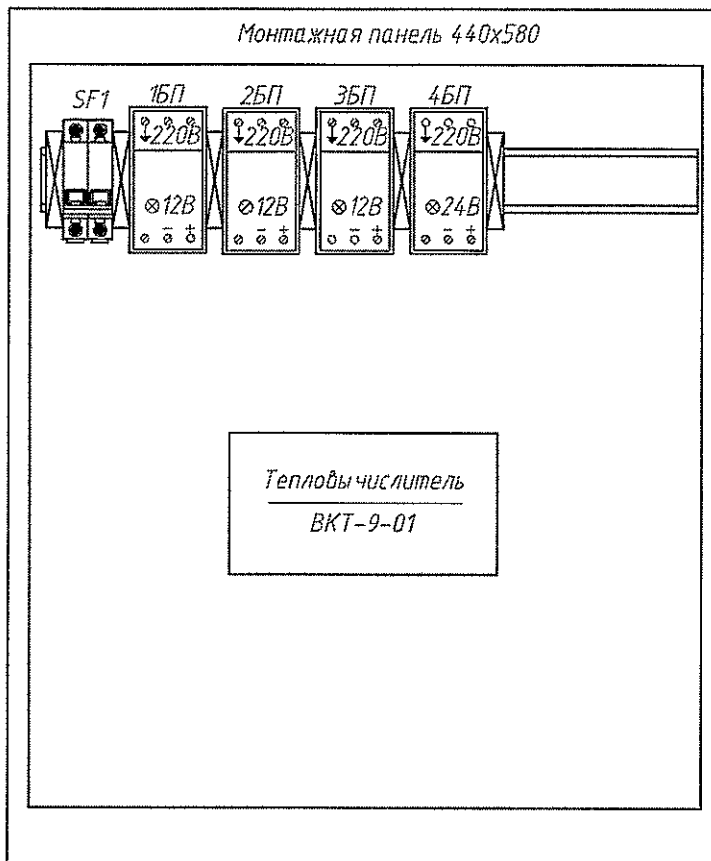 Монтажная панель 440х580
SF1 1БП 2БП 3БП 4БП
220В 220В 220В 220В
12В 12В 12В 24В
− + − + − + − +
Тепловычислитель
ВКТ-9-01